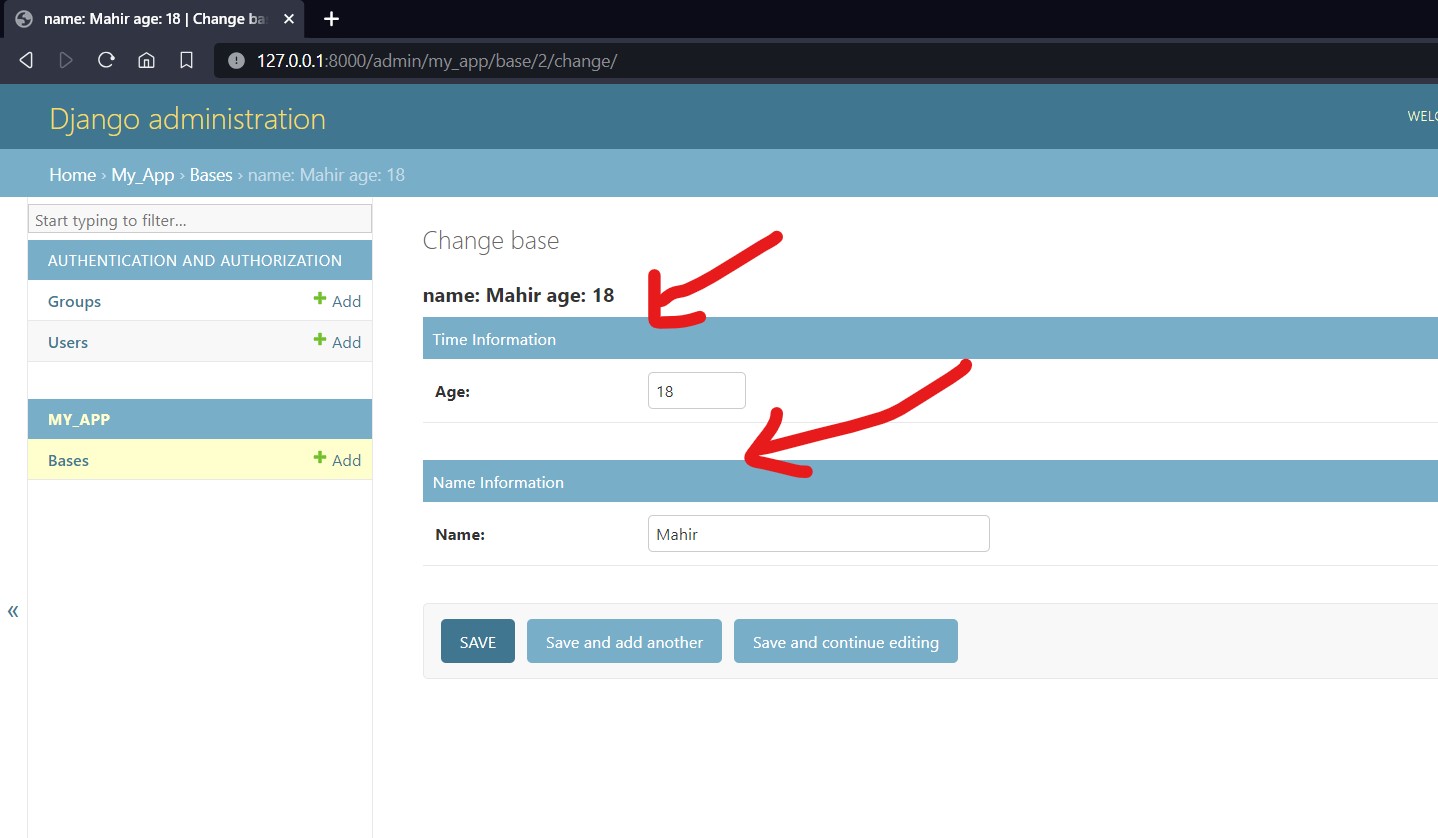 name: Mahir age: 18 | Change ba
127.0.0.1:8000/admin/my_app/base/2/change/
Django administration
WELC
Home › My_App › Bases › name: Mahir age: 18
Start typing to filter...
AUTHENTICATION AND AUTHORIZATION
Groups + Add
Users + Add
MY_APP
Bases + Add
«
Change base
name: Mahir age: 18
Time Information
Age: 18
Name Information
Name: Mahir
SAVE Save and add another Save and continue editing